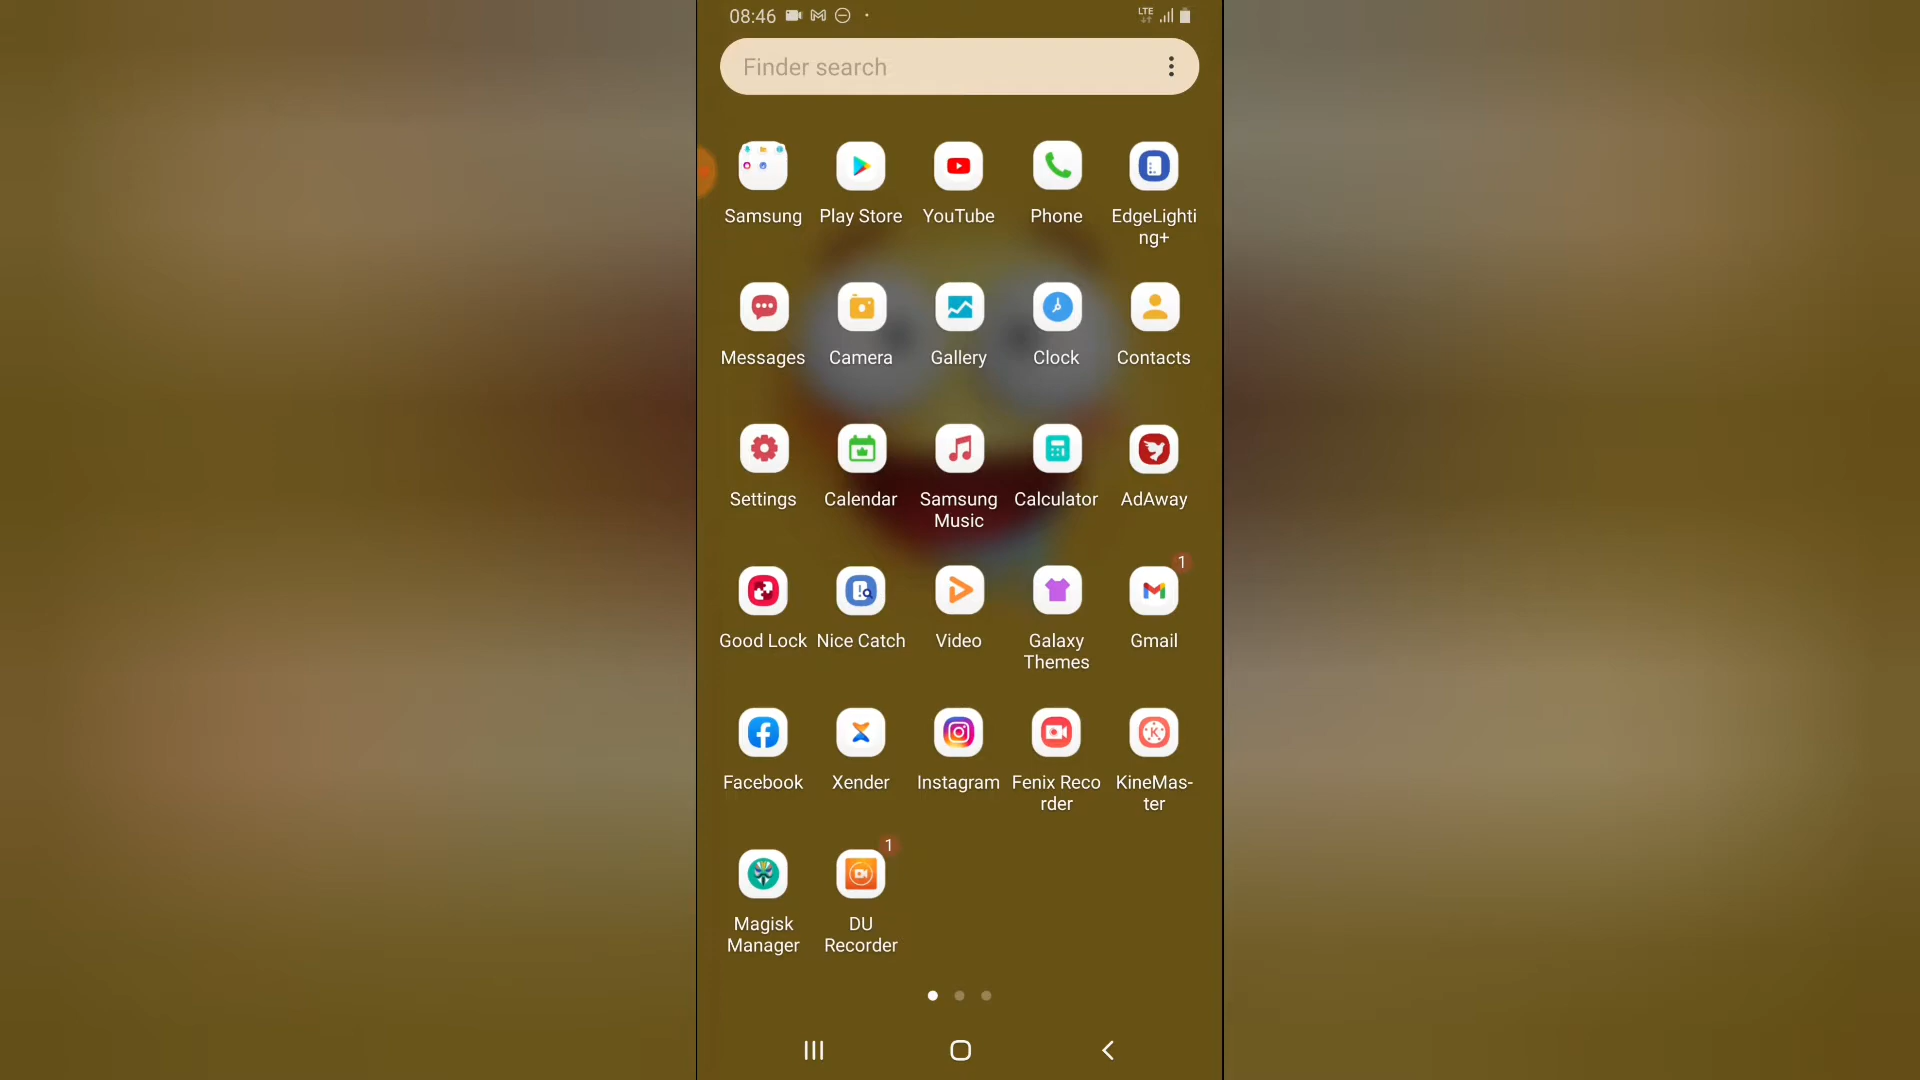 08:46
LTE
Finder search
Samsung
Play Store
YouTube
Phone
EdgeLighti
ng+
Messages
Camera
Gallery
Clock
Contacts
Settings
Calendar
Samsung
Music
Calculator
AdAway
1
Good Lock
Nice Catch
Video
Galaxy
Themes
Gmail
Facebook
Xender
Instagram
Fenix Reco
rder
KineMas-
ter
1
Magisk
Manager
DU
Recorder